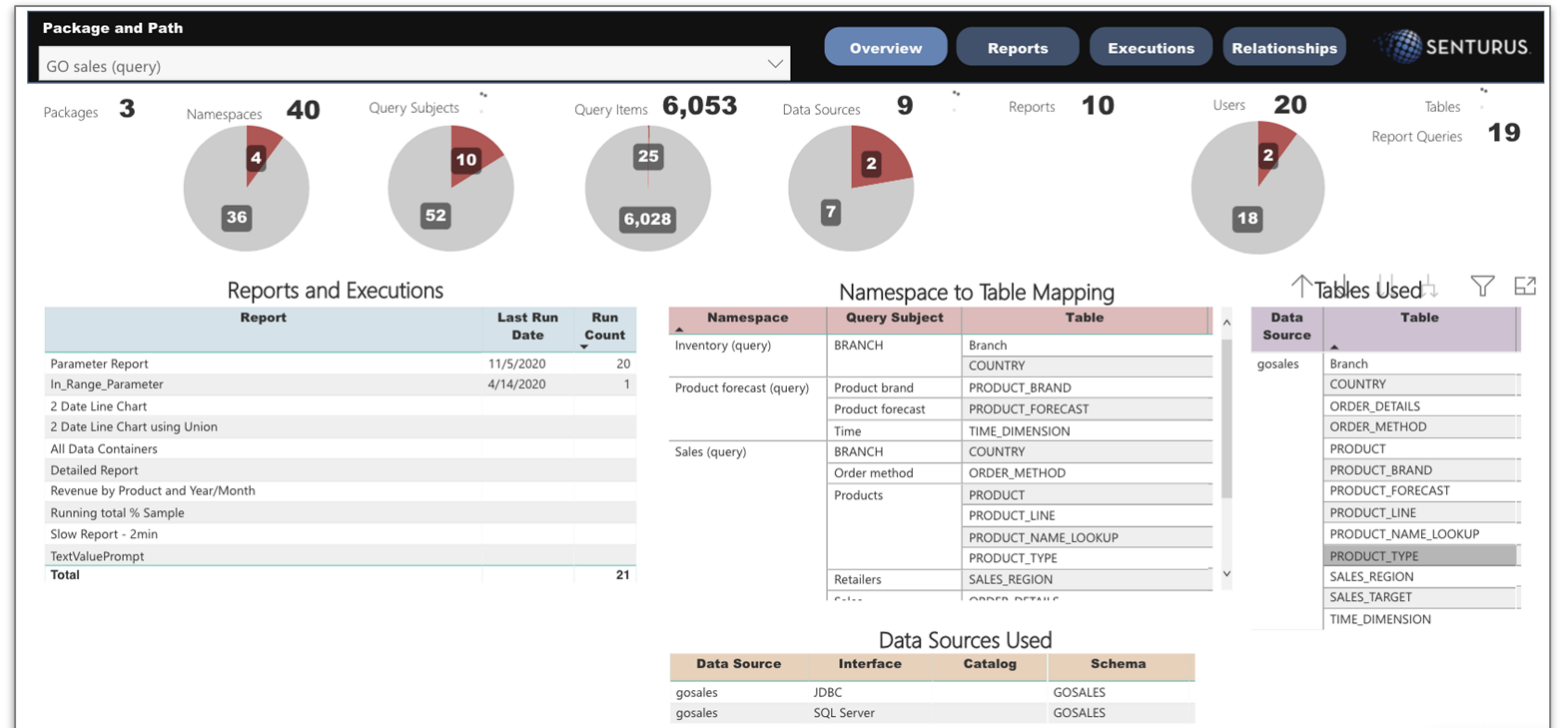 Package and Path
GO sales (query)
Overview
Reports
Executions
Relationships
SENTURUS
Packages 3
Namespaces 40
Query Subjects
Query Items 6,053
Data Sources 9
Reports 10
Users 20
Tables
Report Queries 19
4
36
10
52
25
6,028
2
7
2
18
Reports and Executions
Report Last Run Date Run Count
Parameter Report 11/5/2020 20
In_Range_Parameter 4/14/2020 1
2 Date Line Chart
2 Date Line Chart using Union
All Data Containers
Detailed Report
Revenue by Product and Year/Month
Running total % Sample
Slow Report - 2min
TextValuePrompt
Total 21
Namespace to Table Mapping
Namespace Query Subject Table
Inventory (query) BRANCH Branch
COUNTRY
Product forecast (query) Product brand PRODUCT_BRAND
Product forecast PRODUCT_FORECAST
Time TIME_DIMENSION
Sales (query) BRANCH COUNTRY
Order method ORDER_METHOD
Products PRODUCT
PRODUCT_LINE
PRODUCT_NAME_LOOKUP
PRODUCT_TYPE
Retailers SALES_REGION
Sales ORDER_DETAILS
Tables Used
Data Source Table
gosales Branch
COUNTRY
ORDER_DETAILS
ORDER_METHOD
PRODUCT
PRODUCT_BRAND
PRODUCT_FORECAST
PRODUCT_LINE
PRODUCT_NAME_LOOKUP
PRODUCT_TYPE
SALES_REGION
SALES_TARGET
TIME_DIMENSION
Data Sources Used
Data Source Interface Catalog Schema
gosales JDBC GOSALES
gosales SQL Server GOSALES